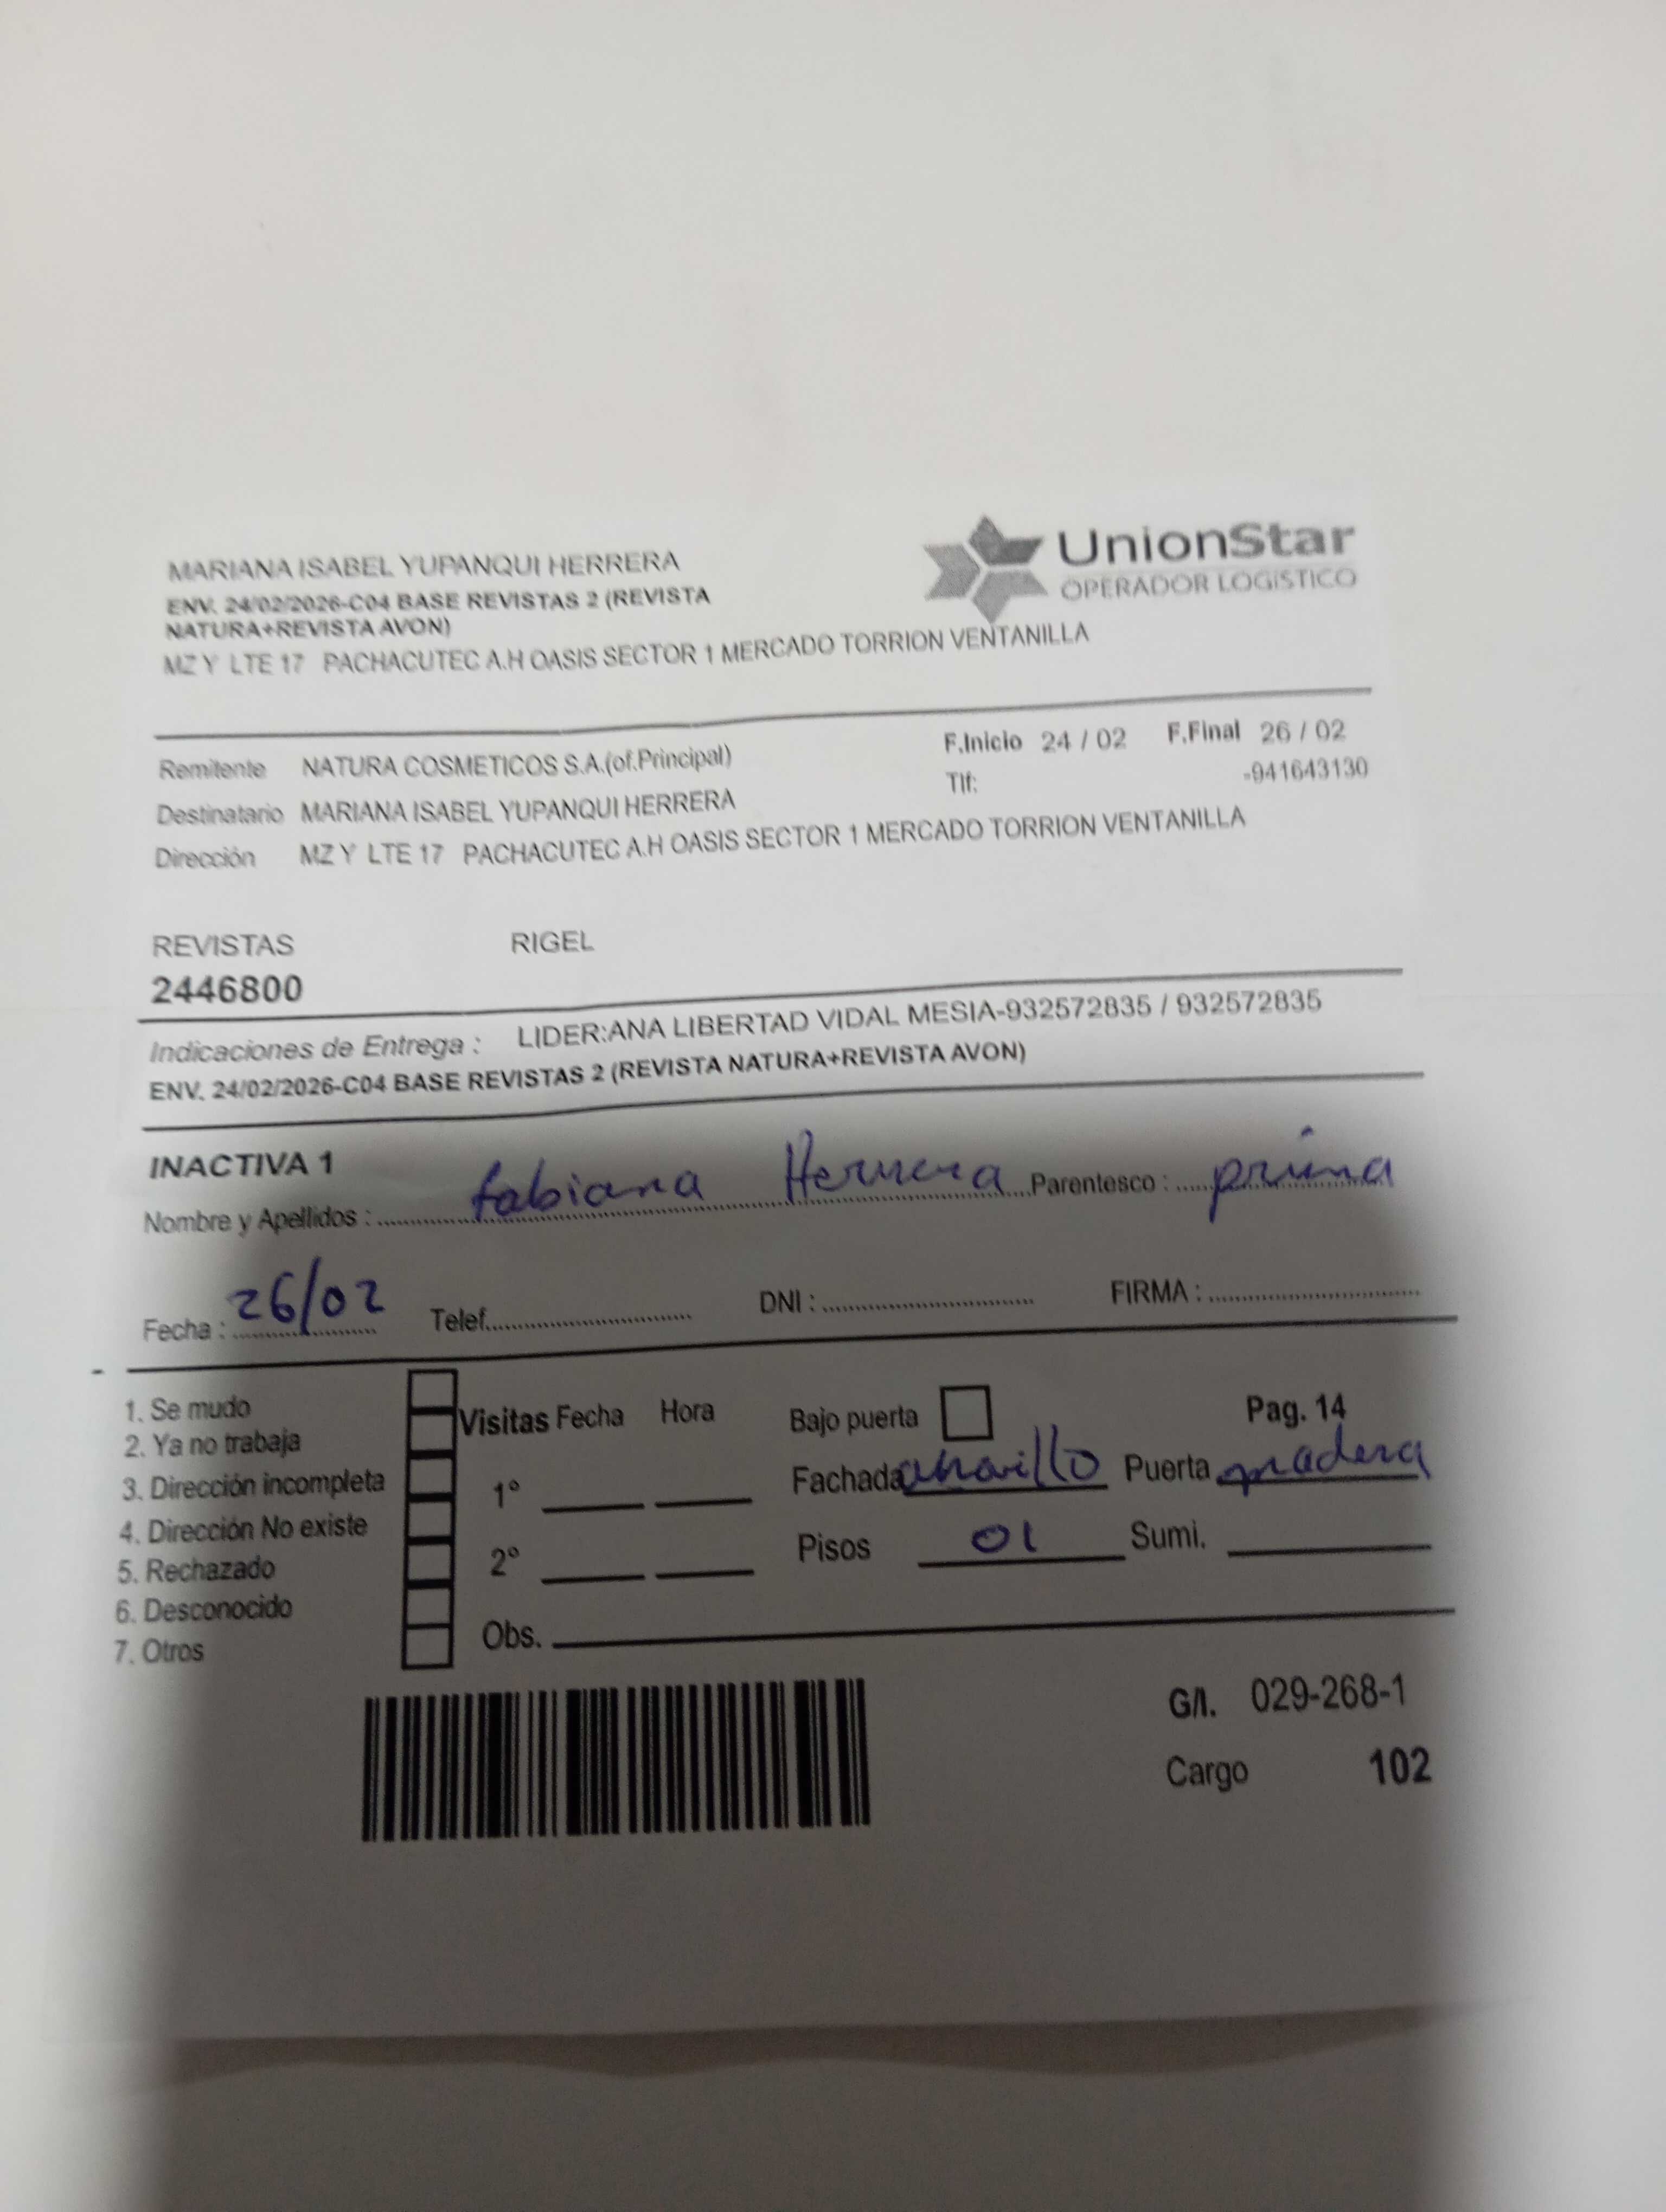 MARIANA ISABEL YUPANQUI HERRERA
ENV. 24/02/2026-C04 BASE REVISTAS 2 (REVISTA
NATURA+REVISTA AVON)
MZ Y LTE 17 PACHACUTEC A.H OASIS SECTOR 1 MERCADO TORRION VENTANILLA
UnionStar
OPERADOR LOGÍSTICO
Remitente NATURA COSMETICOS S.A.(of.Principal)
F.Inicio 24 / 02 F.Final 26 / 02
Destinatario MARIANA ISABEL YUPANQUI HERRERA
Tlf: -941643130
Dirección MZ Y LTE 17 PACHACUTEC A.H OASIS SECTOR 1 MERCADO TORRION VENTANILLA
REVISTAS RIGEL
2446800
Indicaciones de Entrega : LIDER:ANA LIBERTAD VIDAL MESIA-932572835 / 932572835
ENV. 24/02/2026-C04 BASE REVISTAS 2 (REVISTA NATURA+REVISTA AVON)
INACTIVA 1
Nombre y Apellidos : fabiana Herrera Parentesco : prima
Fecha : 26/02 Telef. DNI : FIRMA :
1. Se mudo
2. Ya no trabaja
3. Dirección incompleta
4. Dirección No existe
5. Rechazado
6. Desconocido
7. Otros
Visitas Fecha Hora
1°
2°
Obs.
Bajo puerta Pag. 14
Fachada amarillo Puerta madera
Pisos 01 Sumi.
G/I. 029-268-1
Cargo 102